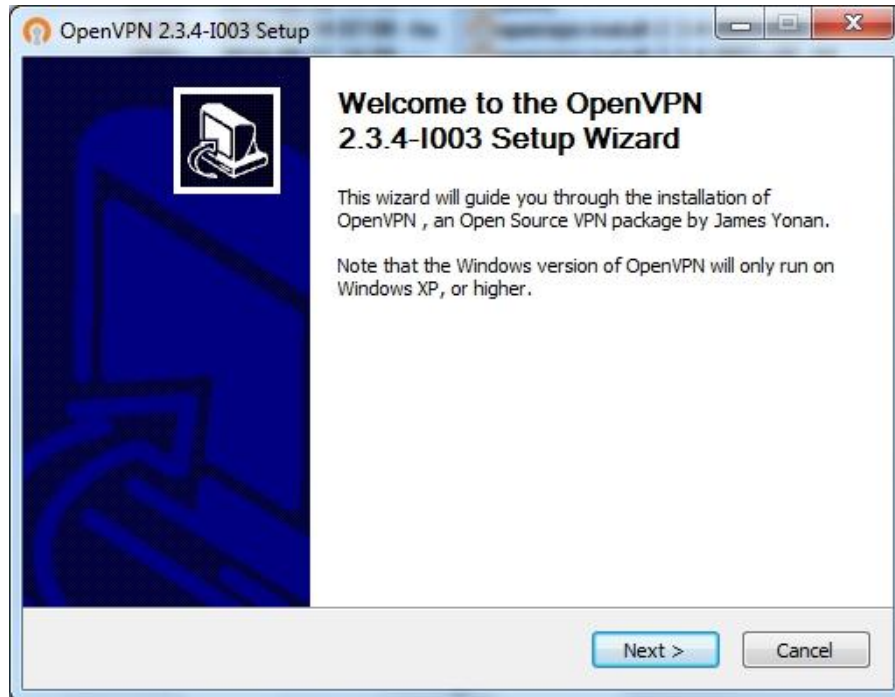 OpenVPN 2.3.4-I003 Setup
Welcome to the OpenVPN
2.3.4-I003 Setup Wizard
This wizard will guide you through the installation of
OpenVPN , an Open Source VPN package by James Yonan.
Note that the Windows version of OpenVPN will only run on
Windows XP, or higher.
Next >
Cancel